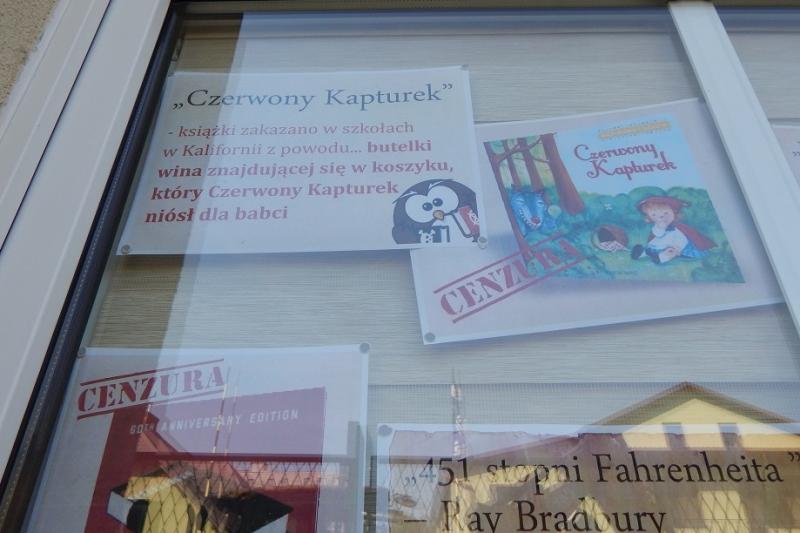 „Czerwony Kapturek”
- książki zakazano w szkołach
w Kalifornii z powodu... butelki
wina znajdującej się w koszyku,
który Czerwony Kapturek
niósł dla babci
Czerwony
Kapturek
CENZURA
CENZURA
60TH ANNIVERSARY EDITION
„451 stopni Fahrenheita”
– Ray Bradbury